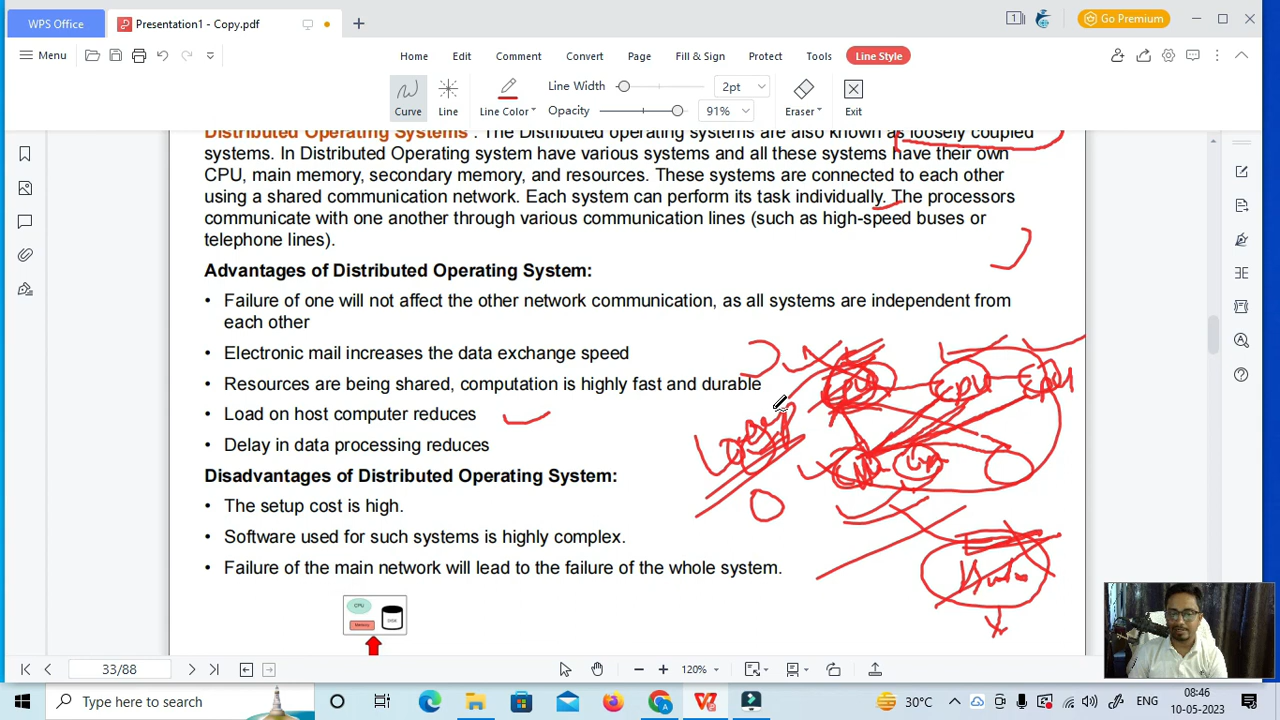 WPS Office
Presentation1 - Copy.pdf
1
Go Premium
Menu
Home Edit Comment Convert Page Fill & Sign Protect Tools Line Style
Curve
Line
Line Color
Line Width
2pt
Opacity
91%
Eraser
Exit
Distributed Operating Systems : The Distributed operating systems are also known as loosely coupled
systems. In Distributed Operating system have various systems and all these systems have their own
CPU, main memory, secondary memory, and resources. These systems are connected to each other
using a shared communication network. Each system can perform its task individually. The processors
communicate with one another through various communication lines (such as high-speed buses or
telephone lines).
Advantages of Distributed Operating System:
• Failure of one will not affect the other network communication, as all systems are independent from
each other
• Electronic mail increases the data exchange speed
• Resources are being shared, computation is highly fast and durable
• Load on host computer reduces
• Delay in data processing reduces
Disadvantages of Distributed Operating System:
• The setup cost is high.
• Software used for such systems is highly complex.
• Failure of the main network will lead to the failure of the whole system.
CPU
CPU
CPU
CPU
Memory
Disk
33/88
120%
Type here to search
30°C
ENG
08:46
10-05-2023